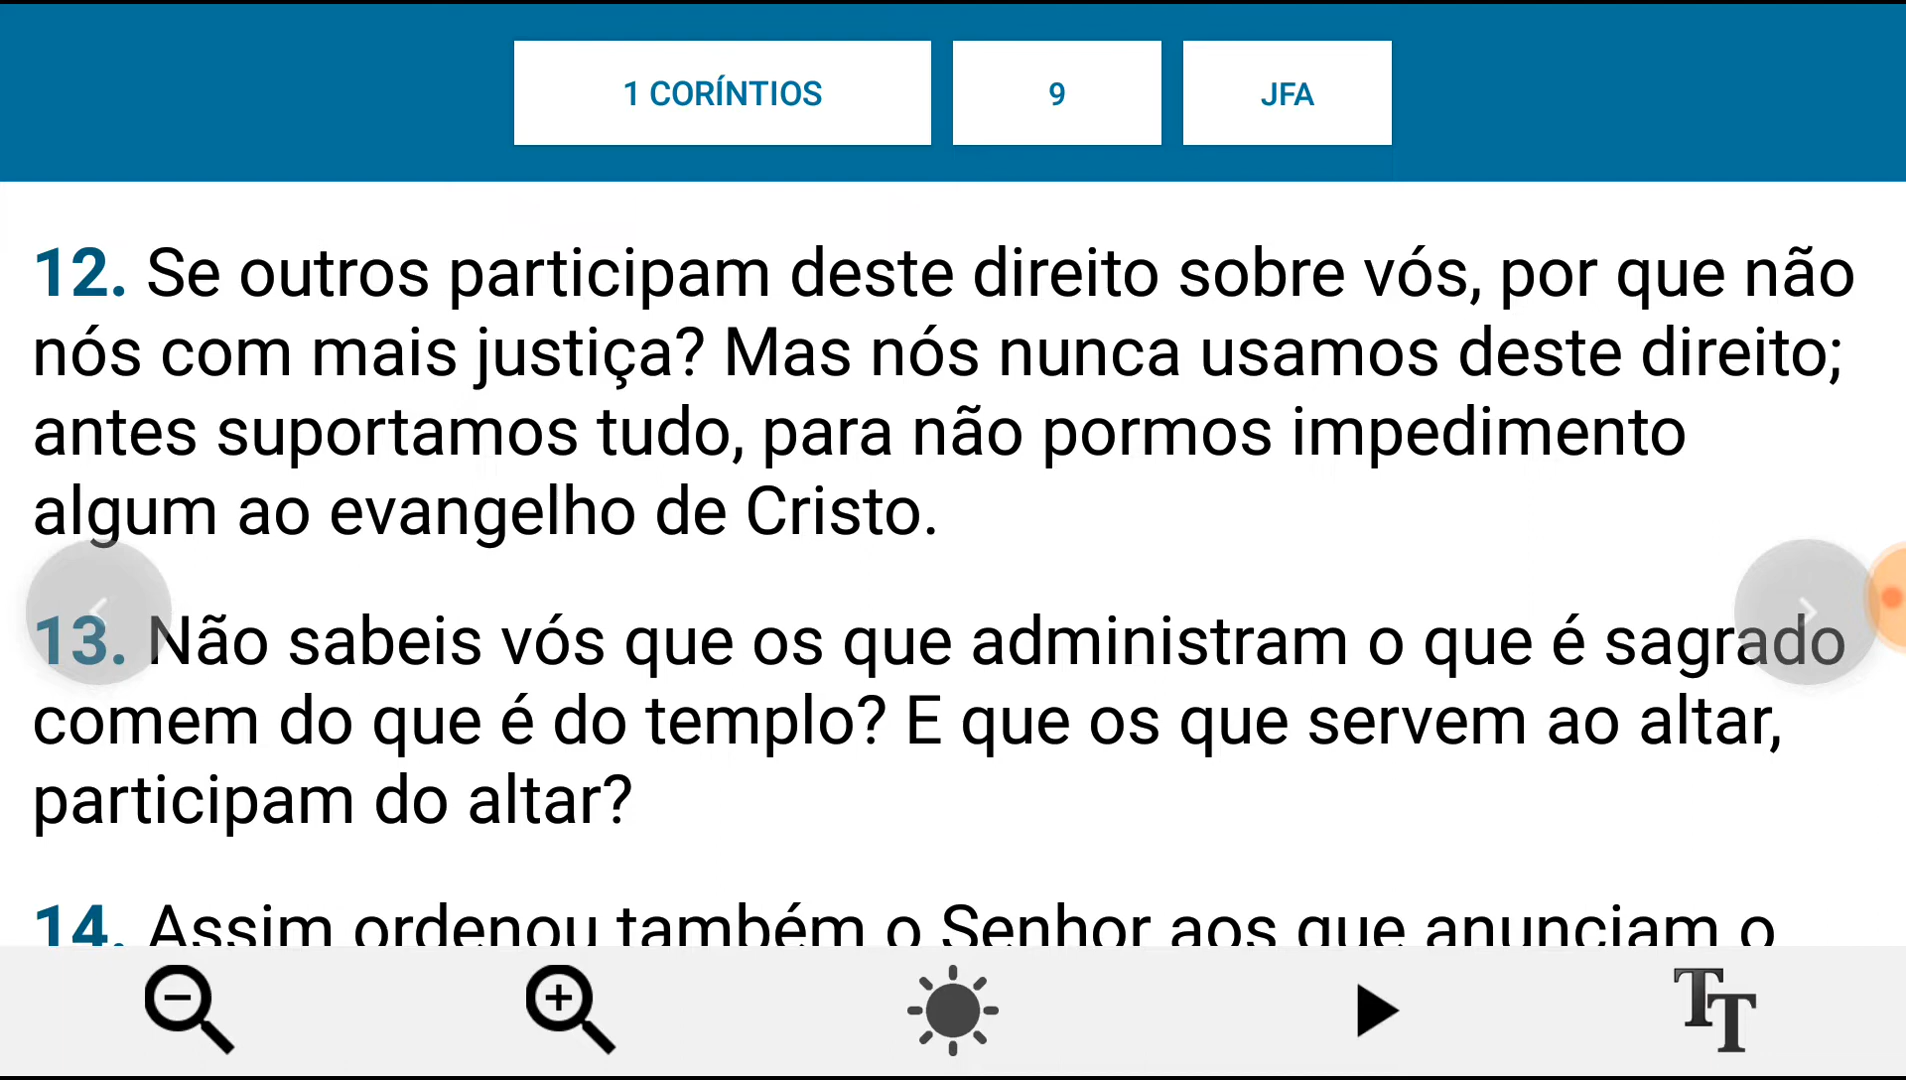 1 CORÍNTIOS 9 JFA
12. Se outros participam deste direito sobre vós, por que não
nós com mais justiça? Mas nós nunca usamos deste direito;
antes suportamos tudo, para não pormos impedimento
algum ao evangelho de Cristo.
13. Não sabeis vós que os que administram o que é sagrado
comem do que é do templo? E que os que servem ao altar,
participam do altar?
14. Assim ordenou também o Senhor aos que anunciam o
TT